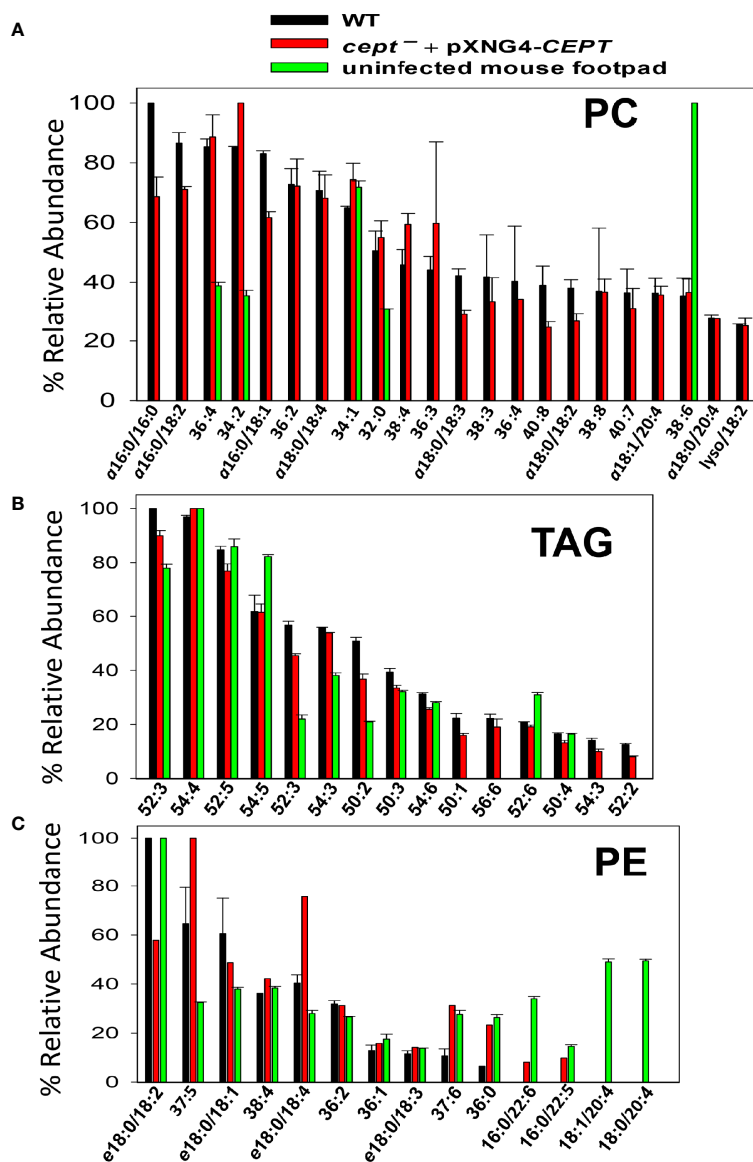 WT
cept⁻ + pXNG4-CEPT
uninfected mouse footpad
A
PC
% Relative Abundance
100
80
60
40
20
0
a16:0/16:0
a16:0/18:2
36:4
34:2
a16:0/18:1
36:2
a18:0/18:4
34:1
32:0
38:4
36:3
a18:0/18:3
38:3
36:4
40:8
a18:0/18:2
38:8
40:7
a18:1/20:4
38:6
a18:0/20:4
lyso/18:2
B
TAG
% Relative Abundance
100
80
60
40
20
0
52:3
54:4
52:5
54:5
52:3
54:3
50:2
50:3
54:6
50:1
56:6
52:6
50:4
54:3
52:2
C
PE
% Relative Abundance
100
80
60
40
20
0
e18:0/18:2
37:5
e18:0/18:1
38:4
e18:0/18:4
36:2
36:1
e18:0/18:3
37:6
36:0
16:0/22:6
16:0/22:5
18:1/20:4
18:0/20:4